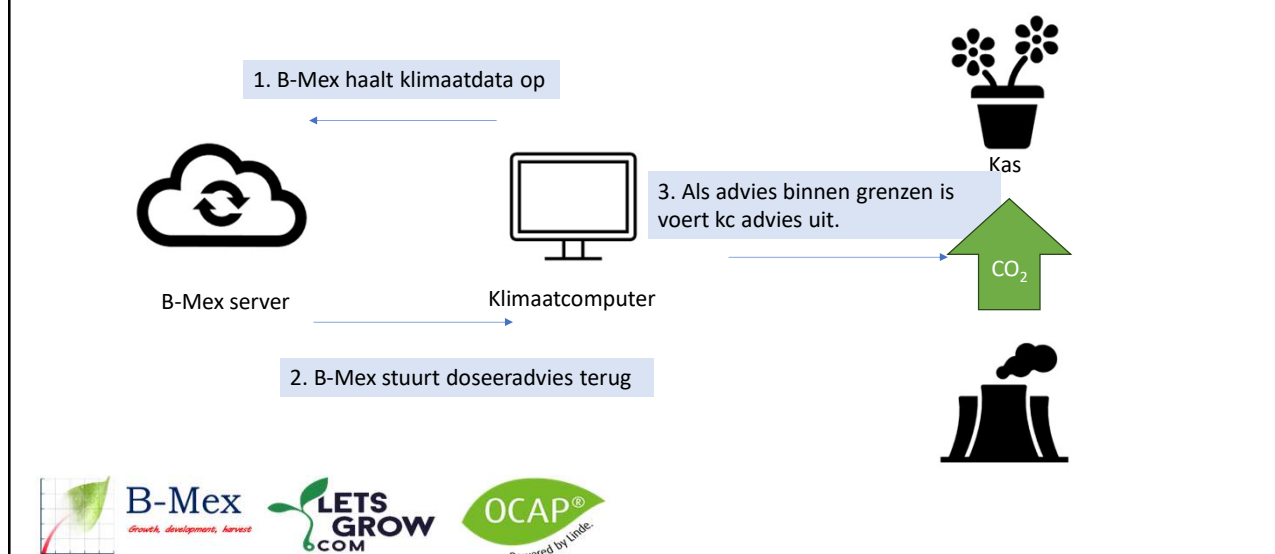 1. B-Mex haalt klimaatdata op
Kas
3. Als advies binnen grenzen is
voert kc advies uit.
CO₂
B-Mex server
Klimaatcomputer
2. B-Mex stuurt doseeradvies terug
B-Mex
Growth, development, harvest
LETS
GROW
COM
OCAP®
Powered by Linde.